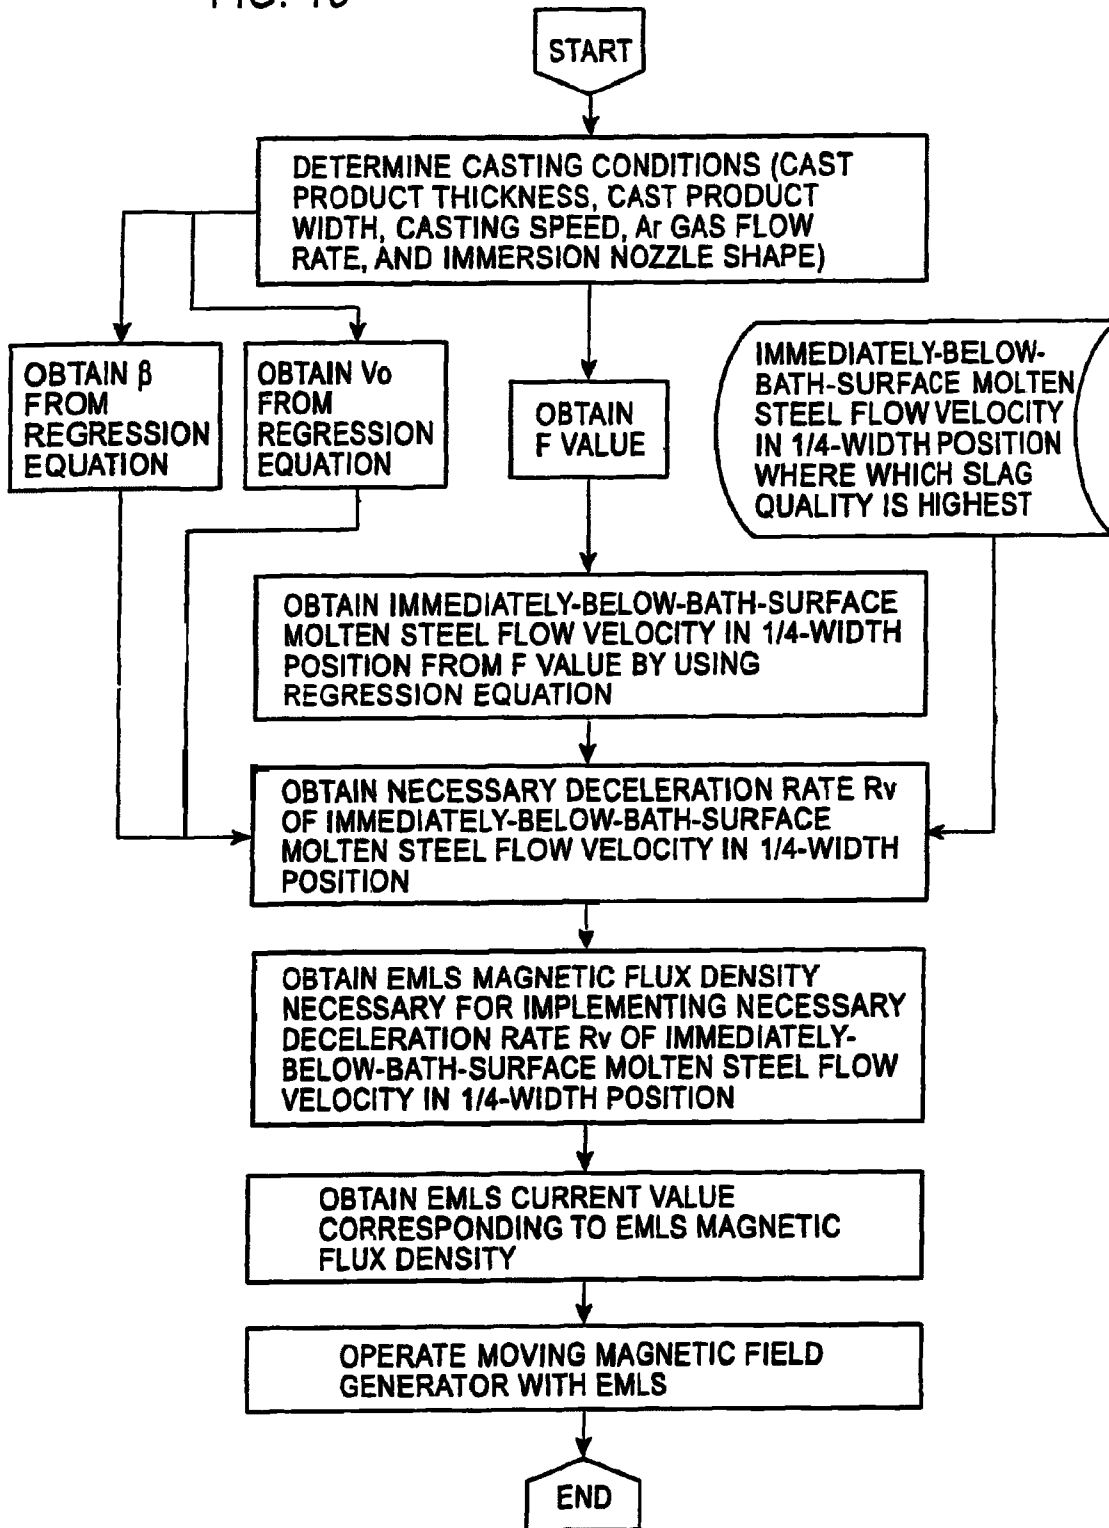 START
DETERMINE CASTING CONDITIONS (CAST
PRODUCT THICKNESS, CAST PRODUCT
WIDTH, CASTING SPEED, Ar GAS FLOW
RATE, AND IMMERSION NOZZLE SHAPE)
OBTAIN β
FROM
REGRESSION
EQUATION
OBTAIN Vo
FROM
REGRESSION
EQUATION
OBTAIN
F VALUE
IMMEDIATELY-BELOW-
BATH-SURFACE MOLTEN
STEEL FLOW VELOCITY
IN 1/4-WIDTH POSITION
WHERE WHICH SLAG
QUALITY IS HIGHEST
OBTAIN IMMEDIATELY-BELOW-BATH-SURFACE
MOLTEN STEEL FLOW VELOCITY IN 1/4-WIDTH
POSITION FROM F VALUE BY USING
REGRESSION EQUATION
OBTAIN NECESSARY DECELERATION RATE Rv
OF IMMEDIATELY-BELOW-BATH-SURFACE
MOLTEN STEEL FLOW VELOCITY IN 1/4-WIDTH
POSITION
OBTAIN EMLS MAGNETIC FLUX DENSITY
NECESSARY FOR IMPLEMENTING NECESSARY
DECELERATION RATE Rv OF IMMEDIATELY-
BELOW-BATH-SURFACE MOLTEN STEEL FLOW
VELOCITY IN 1/4-WIDTH POSITION
OBTAIN EMLS CURRENT VALUE
CORRESPONDING TO EMLS MAGNETIC
FLUX DENSITY
OPERATE MOVING MAGNETIC FIELD
GENERATOR WITH EMLS
END